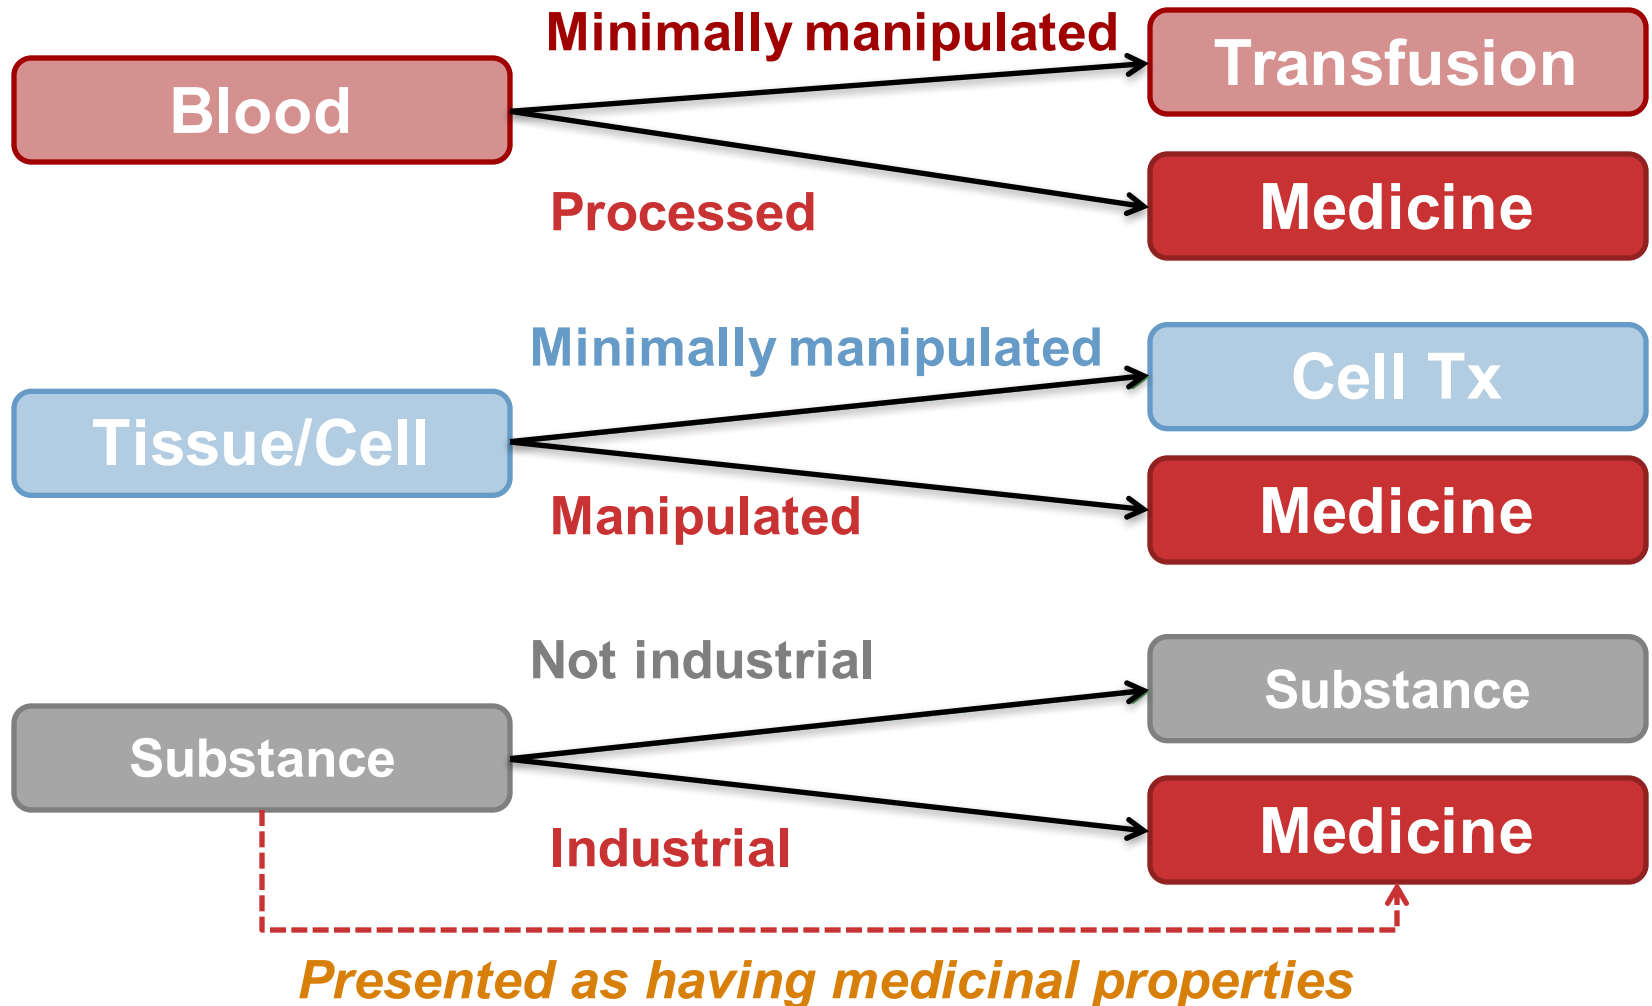 Minimally manipulated
Transfusion
Blood
Processed
Medicine
Minimally manipulated
Cell Tx
Tissue/Cell
Manipulated
Medicine
Not industrial
Substance
Substance
Industrial
Medicine
Presented as having medicinal properties